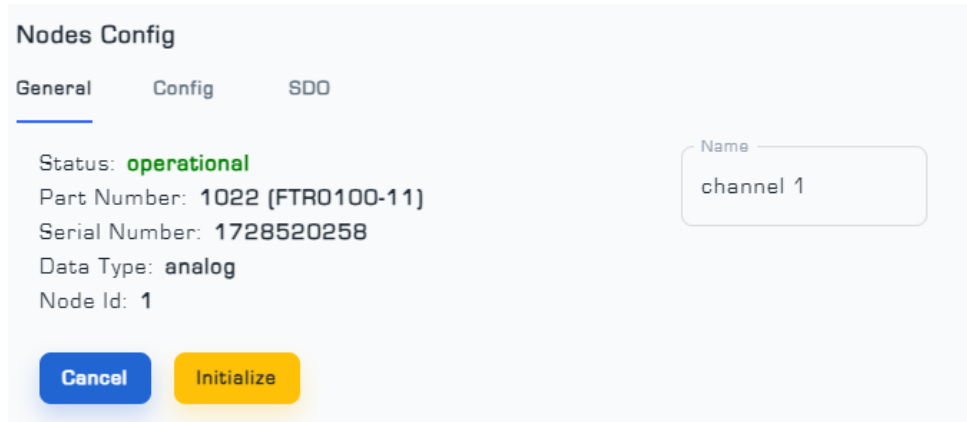 Nodes Config
General Config SDO
Status: operational
Part Number: 1022 (FTR0100-11)
Serial Number: 1728520258
Data Type: analog
Node Id: 1
Name
channel 1
Cancel Initialize